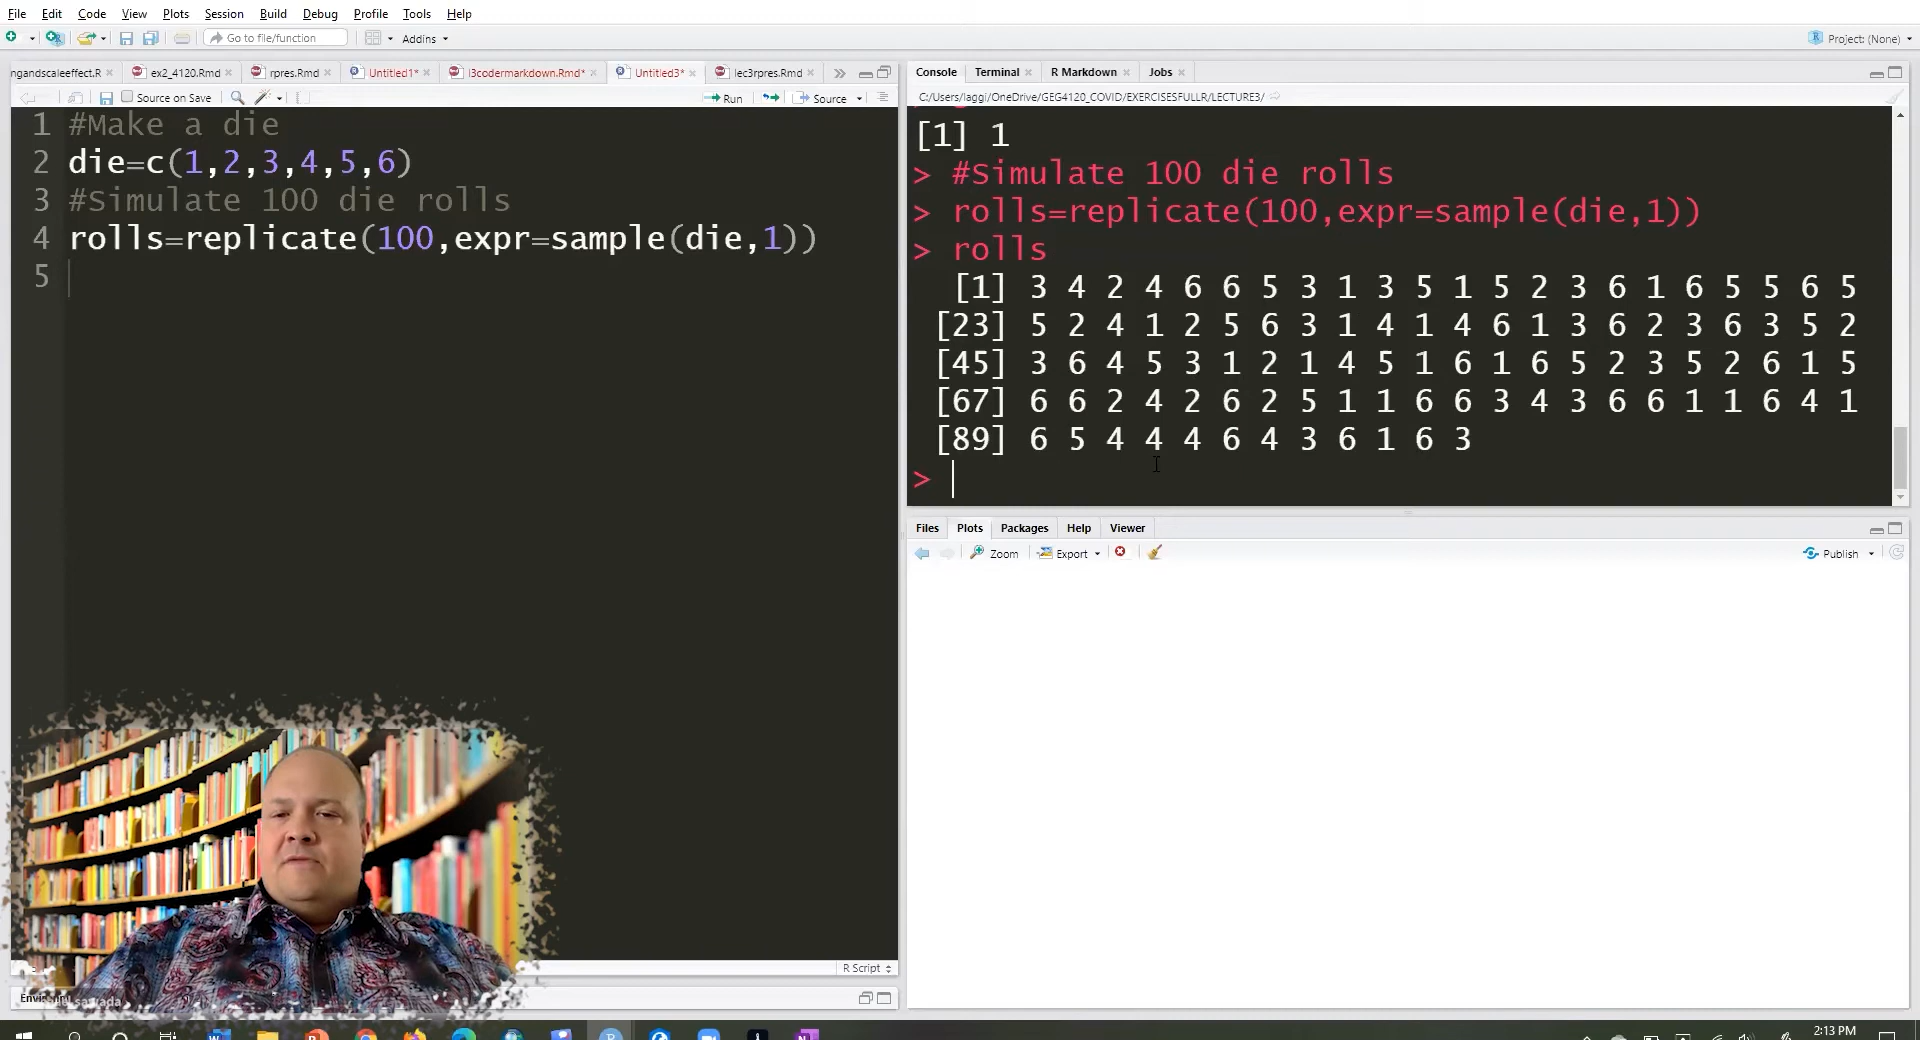 File Edit Code View Plots Session Build Debug Profile Tools Help
Go to file/function Addins Project: (None)
ngandscaleeffect.R ex2_4120.Rmd rpres.Rmd Untitled1* l3codermarkdown.Rmd* Untitled3* lec3rpres.Rmd
Source on Save Run Source
1 #Make a die
2 die=c(1,2,3,4,5,6)
3 #Simulate 100 die rolls
4 rolls=replicate(100,expr=sample(die,1))
5
R Script
Console Terminal R Markdown Jobs
C:/Users/laggi/OneDrive/GEG4120_COVID/EXERCISESFULLR/LECTURE3/
[1] 1
> #Simulate 100 die rolls
> rolls=replicate(100,expr=sample(die,1))
> rolls
[1] 3 4 2 4 6 6 5 3 1 3 5 1 5 2 3 6 1 6 5 5 6 5
[23] 5 2 4 1 2 5 6 3 1 4 1 4 6 1 3 6 2 3 6 3 5 2
[45] 3 6 4 5 3 1 2 1 4 5 1 6 1 6 5 2 3 5 2 6 1 5
[67] 6 6 2 4 2 6 2 5 1 1 6 6 3 4 3 6 6 1 1 6 4 1
[89] 6 5 4 4 4 6 4 3 6 1 6 3
>
Files Plots Packages Help Viewer
Zoom Export Publish
2:13 PM